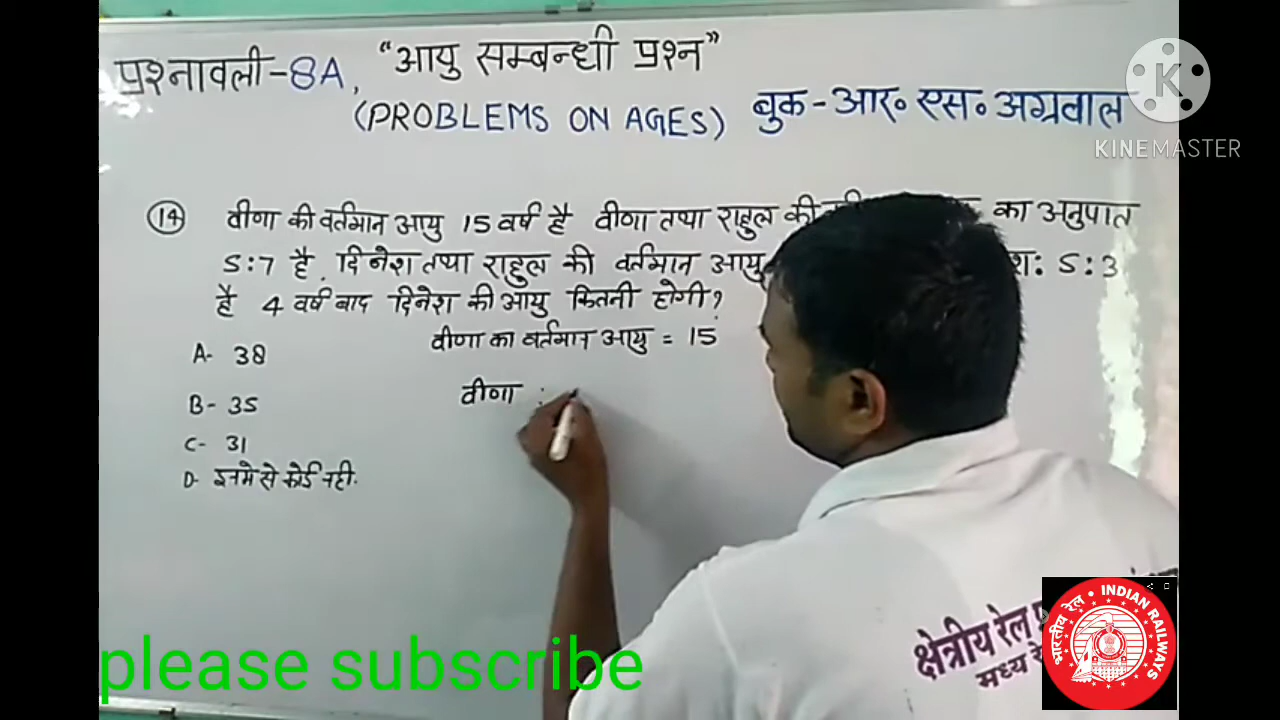 प्रश्नावली-8A, “आयु सम्बन्धी प्रश्न”
(PROBLEMS ON AGES) बुक-आर॰ एस॰ अग्रवाल
K
KINEMASTER
14 वीणा की वर्तमान आयु 15 वर्ष है वीणा तथा राहुल की का अनुपात
5:7 है, दिनेश तथा राहुल की वर्तमान आयु 5:3
है 4 वर्ष बाद दिनेश की आयु कितनी होगी?
वीणा का वर्तमान आयु = 15
A- 38
वीणा :
B- 35
C- 31
D- इनमे से कोई नही.
क्षेत्रीय रेल
मध्य रे
भारतीय रेल • INDIAN RAILWAYS
please subscribe